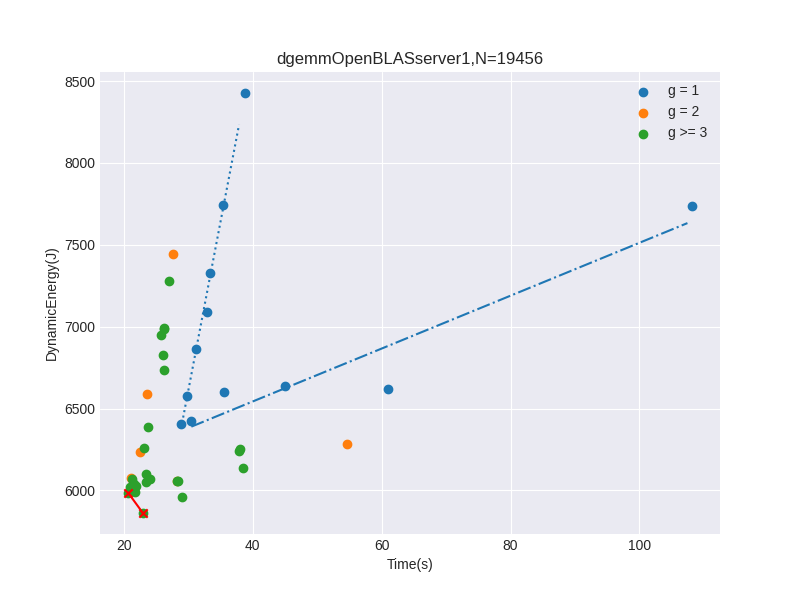 dgemmOpenBLASserver1,N=19456
g = 1
g = 2
g >= 3
8500
8000
7500
7000
6500
6000
DynamicEnergy(J)
20
40
60
80
100
Time(s)